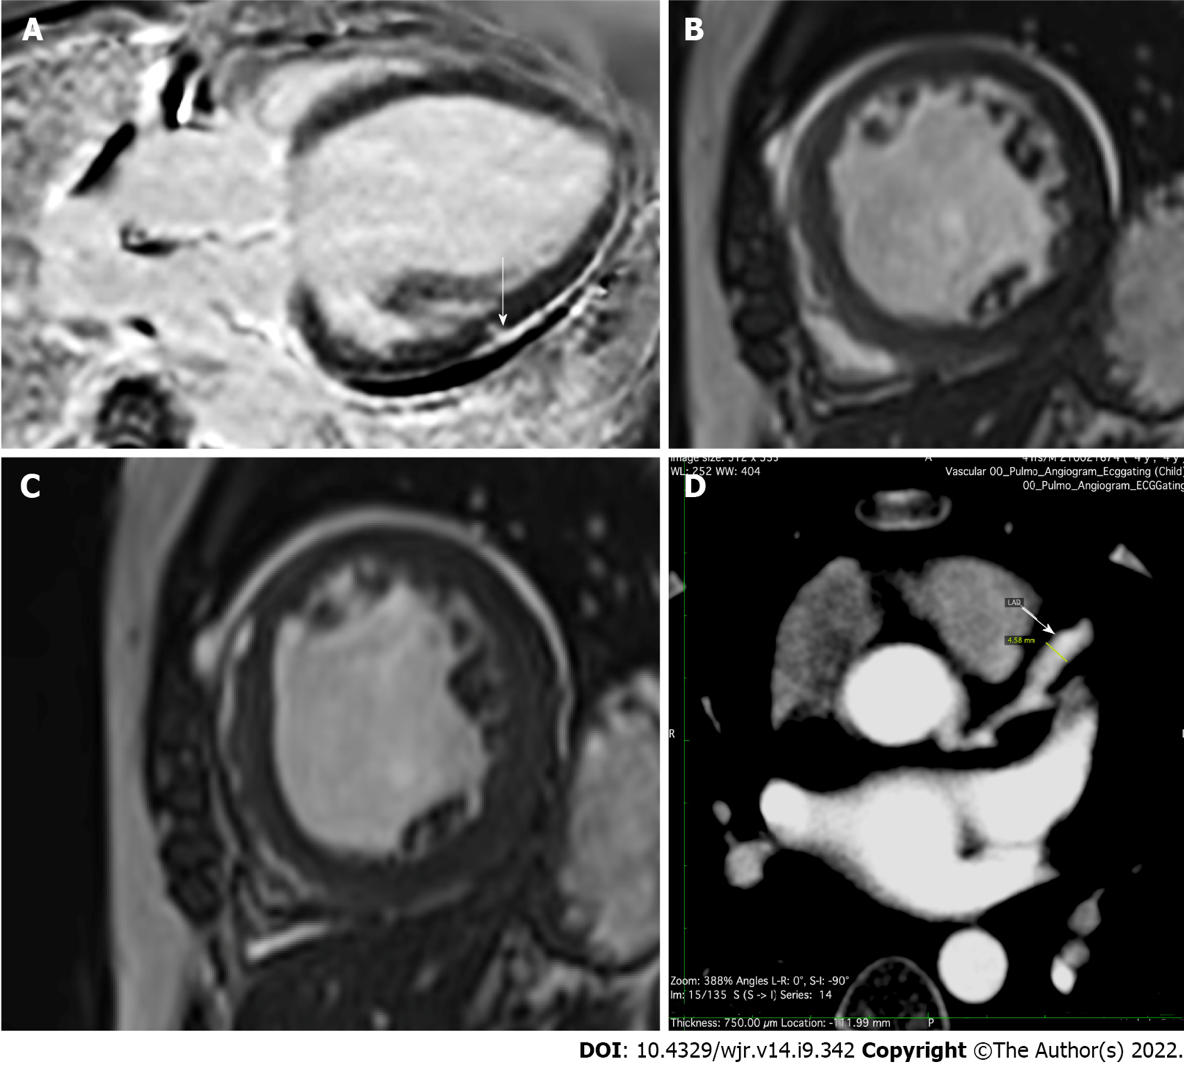 A
B
C
D
WL: 252 WW: 404
Vascular 00_Pulmo_Angiogram_Ecggating (Child)
00_Pulmo_Angiogram_ECGGating
A
LAD
4.58 mm
R
Zoom: 388% Angles L-R: 0°, S-I: -90°
Im: 15/135 S (S -> I) Series: 14
Thickness: 750.00 µm Location: -111.99 mm
P
DOI: 10.4329/wjr.v14.i9.342 Copyright ©The Author(s) 2022.